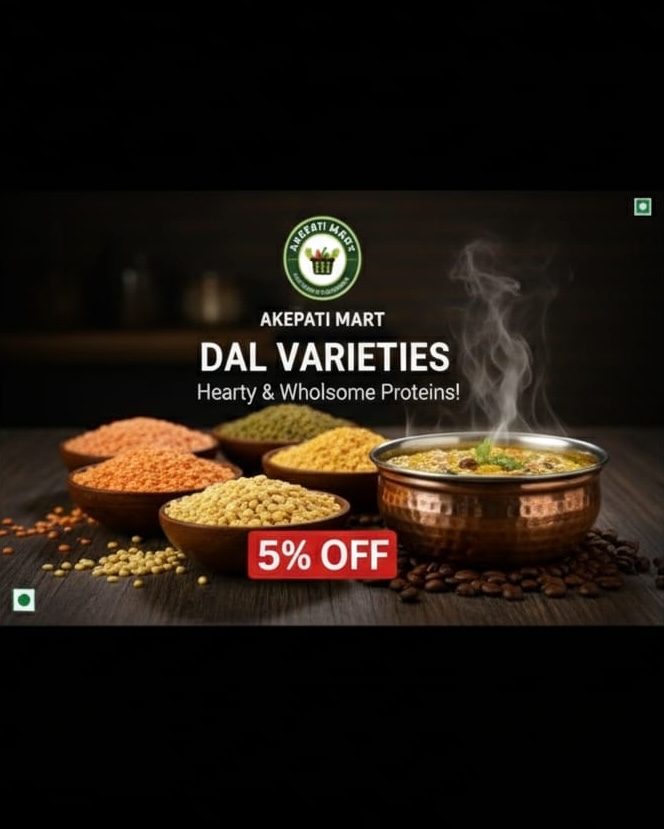 AKEPATI MART
AKEPATI MART
DAL VARIETIES
Hearty & Wholsome Proteins!
5% OFF